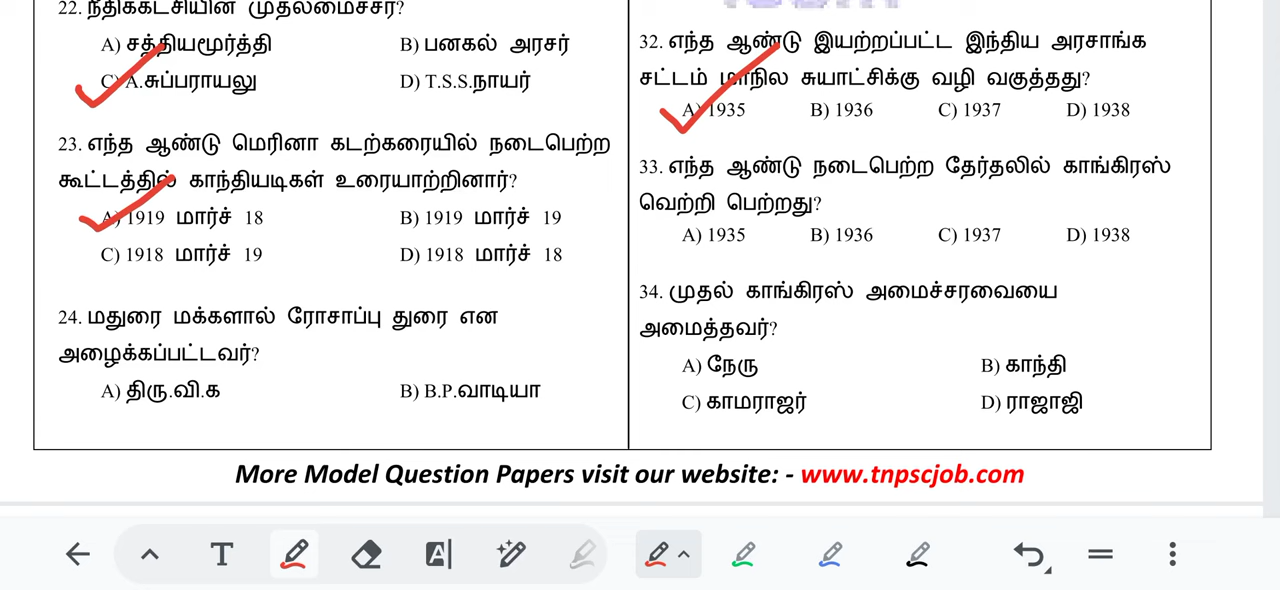 22. நீதிக்கட்சியின் முதலமைச்சர்?
A) சத்தியமூர்த்தி B) பனகல் அரசர்
C) A.சுப்பராயலு D) T.S.S.நாயர்
23. எந்த ஆண்டு மெரினா கடற்கரையில் நடைபெற்ற
கூட்டத்தில் காந்தியடிகள் உரையாற்றினார்?
A) 1919 மார்ச் 18 B) 1919 மார்ச் 19
C) 1918 மார்ச் 19 D) 1918 மார்ச் 18
24. மதுரை மக்களால் ரோசாப்பு துரை என
அழைக்கப்பட்டவர்?
A) திரு.வி.க B) B.P.வாடியா
32. எந்த ஆண்டு இயற்றப்பட்ட இந்திய அரசாங்க
சட்டம் மாநில சுயாட்சிக்கு வழி வகுத்தது?
A) 1935 B) 1936 C) 1937 D) 1938
33. எந்த ஆண்டு நடைபெற்ற தேர்தலில் காங்கிரஸ்
வெற்றி பெற்றது?
A) 1935 B) 1936 C) 1937 D) 1938
34. முதல் காங்கிரஸ் அமைச்சரவையை
அமைத்தவர்?
A) நேரு B) காந்தி
C) காமராஜர் D) ராஜாஜி
More Model Question Papers visit our website: - www.tnpscjob.com